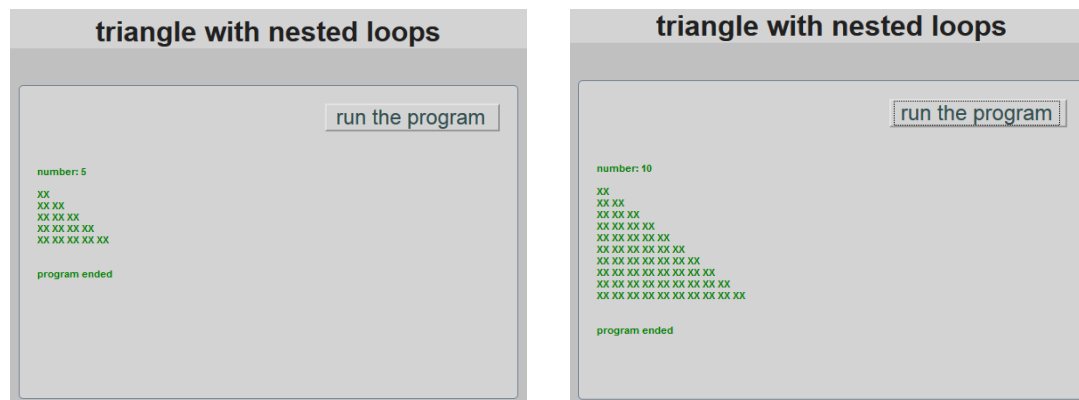 triangle with nested loops
run the program
number: 5
XX
XX XX
XX XX XX
XX XX XX XX
XX XX XX XX XX
program ended
triangle with nested loops
run the program
number: 10
XX
XX XX
XX XX XX
XX XX XX XX
XX XX XX XX XX
XX XX XX XX XX XX
XX XX XX XX XX XX XX
XX XX XX XX XX XX XX XX
XX XX XX XX XX XX XX XX XX
XX XX XX XX XX XX XX XX XX XX
program ended